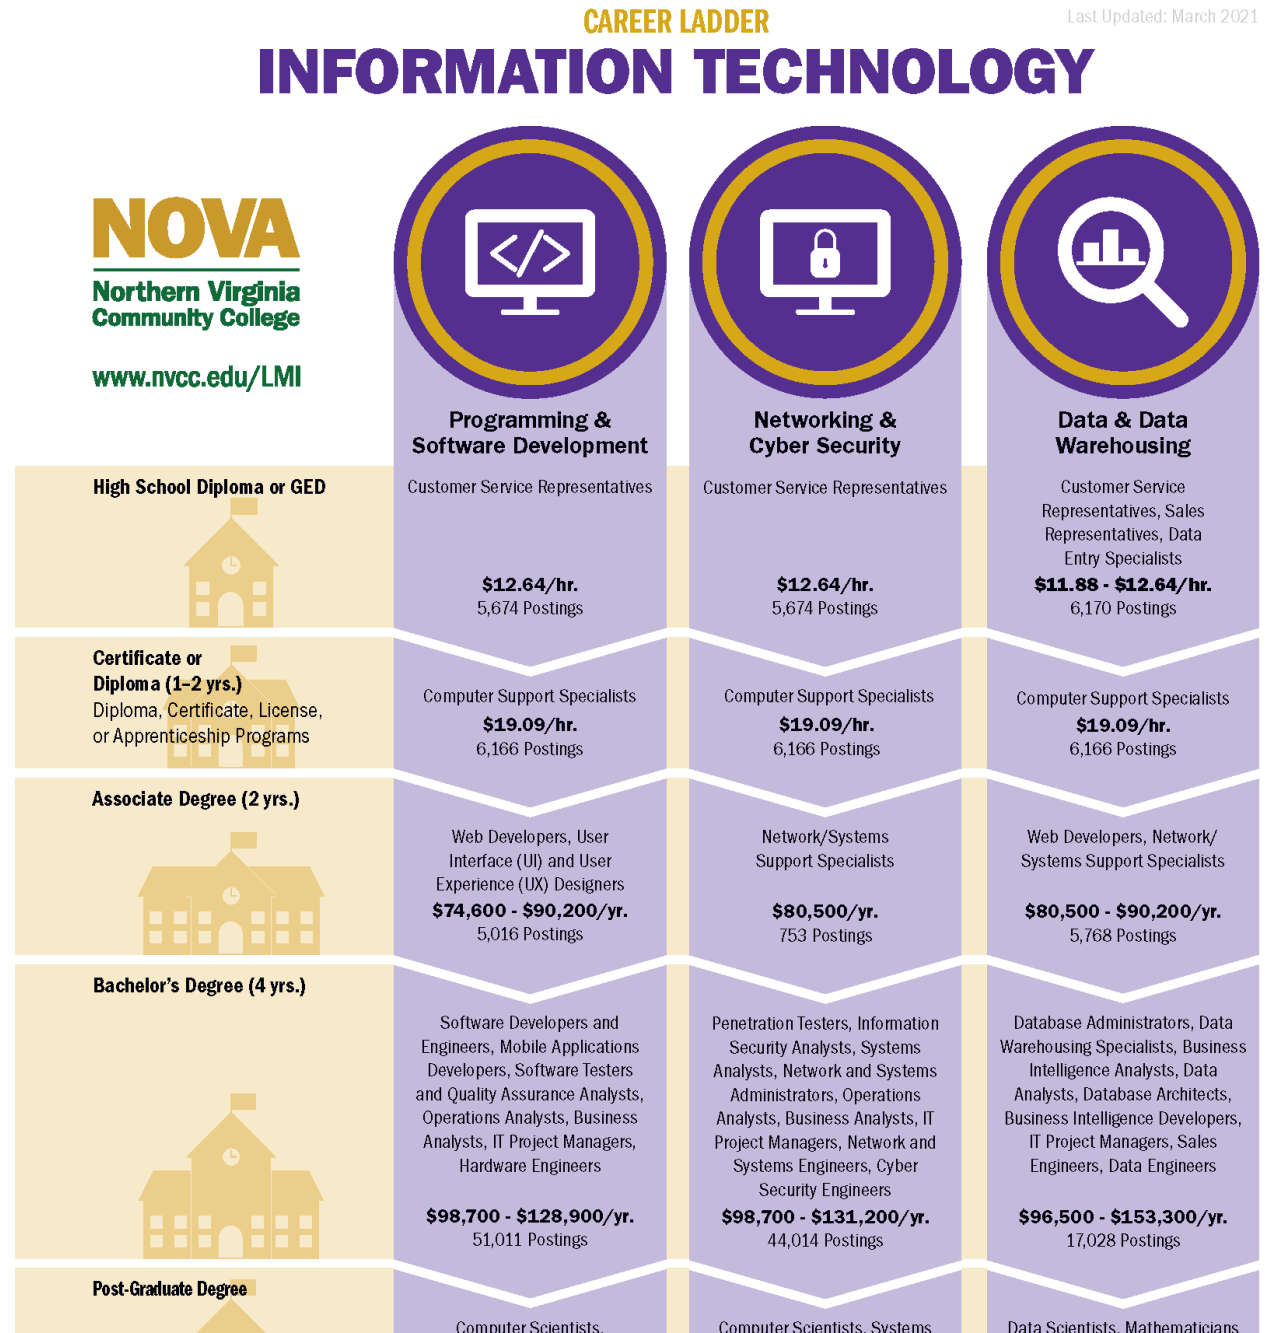 CAREER LADDER
Last Updated: March 2021
INFORMATION TECHNOLOGY
NOVA
Northern Virginia
Community College
www.nvcc.edu/LMI
Programming &
Software Development
Networking &
Cyber Security
Data & Data
Warehousing
High School Diploma or GED
Customer Service Representatives
$12.64/hr.
5,674 Postings
Customer Service Representatives
$12.64/hr.
5,674 Postings
Customer Service
Representatives, Sales
Representatives, Data
Entry Specialists
$11.88 - $12.64/hr.
6,170 Postings
Certificate or
Diploma (1–2 yrs.)
Diploma, Certificate, License,
or Apprenticeship Programs
Computer Support Specialists
$19.09/hr.
6,166 Postings
Computer Support Specialists
$19.09/hr.
6,166 Postings
Computer Support Specialists
$19.09/hr.
6,166 Postings
Associate Degree (2 yrs.)
Web Developers, User
Interface (UI) and User
Experience (UX) Designers
$74,600 - $90,200/yr.
5,016 Postings
Network/Systems
Support Specialists
$80,500/yr.
753 Postings
Web Developers, Network/
Systems Support Specialists
$80,500 - $90,200/yr.
5,768 Postings
Bachelor's Degree (4 yrs.)
Software Developers and
Engineers, Mobile Applications
Developers, Software Testers
and Quality Assurance Analysts,
Operations Analysts, Business
Analysts, IT Project Managers,
Hardware Engineers
$98,700 - $128,900/yr.
51,011 Postings
Penetration Testers, Information
Security Analysts, Systems
Analysts, Network and Systems
Administrators, Operations
Analysts, Business Analysts, IT
Project Managers, Network and
Systems Engineers, Cyber
Security Engineers
$98,700 - $131,200/yr.
44,014 Postings
Database Administrators, Data
Warehousing Specialists, Business
Intelligence Analysts, Data
Analysts, Database Architects,
Business Intelligence Developers,
IT Project Managers, Sales
Engineers, Data Engineers
$96,500 - $153,300/yr.
17,028 Postings
Post-Graduate Degree
Computer Scientists,
Computer Scientists, Systems
Data Scientists, Mathematicians